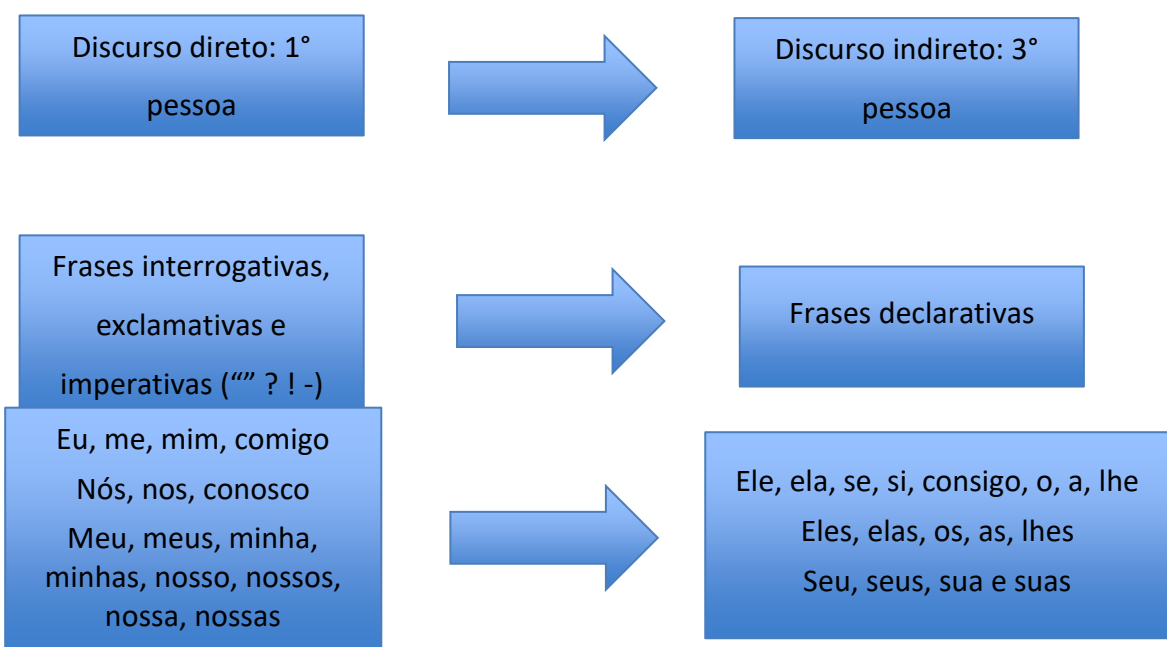 Discurso direto: 1°
pessoa
Discurso indireto: 3°
pessoa
Frases interrogativas,
exclamativas e
imperativas (“” ? ! -)
Frases declarativas
Eu, me, mim, comigo
Nós, nos, conosco
Meu, meus, minha,
minhas, nosso, nossos,
nossa, nossas
Ele, ela, se, si, consigo, o, a, lhe
Eles, elas, os, as, lhes
Seu, seus, sua e suas